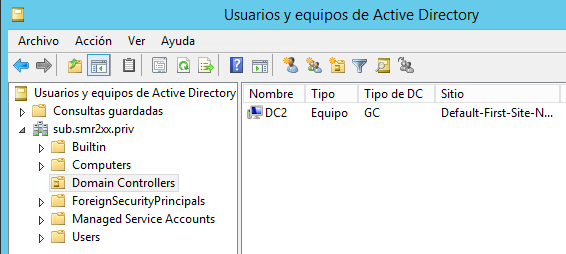 Usuarios y equipos de Active Directory
Archivo Acción Ver Ayuda
Usuarios y equipos de Active Directory
Consultas guardadas
sub.smr2xx.priv
Builtin
Computers
Domain Controllers
ForeignSecurityPrincipals
Managed Service Accounts
Users
Nombre Tipo Tipo de DC Sitio
DC2 Equipo GC Default-First-Site-N...